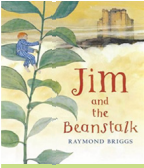 Jim
and the
Beanstalk
RAYMOND BRIGGS